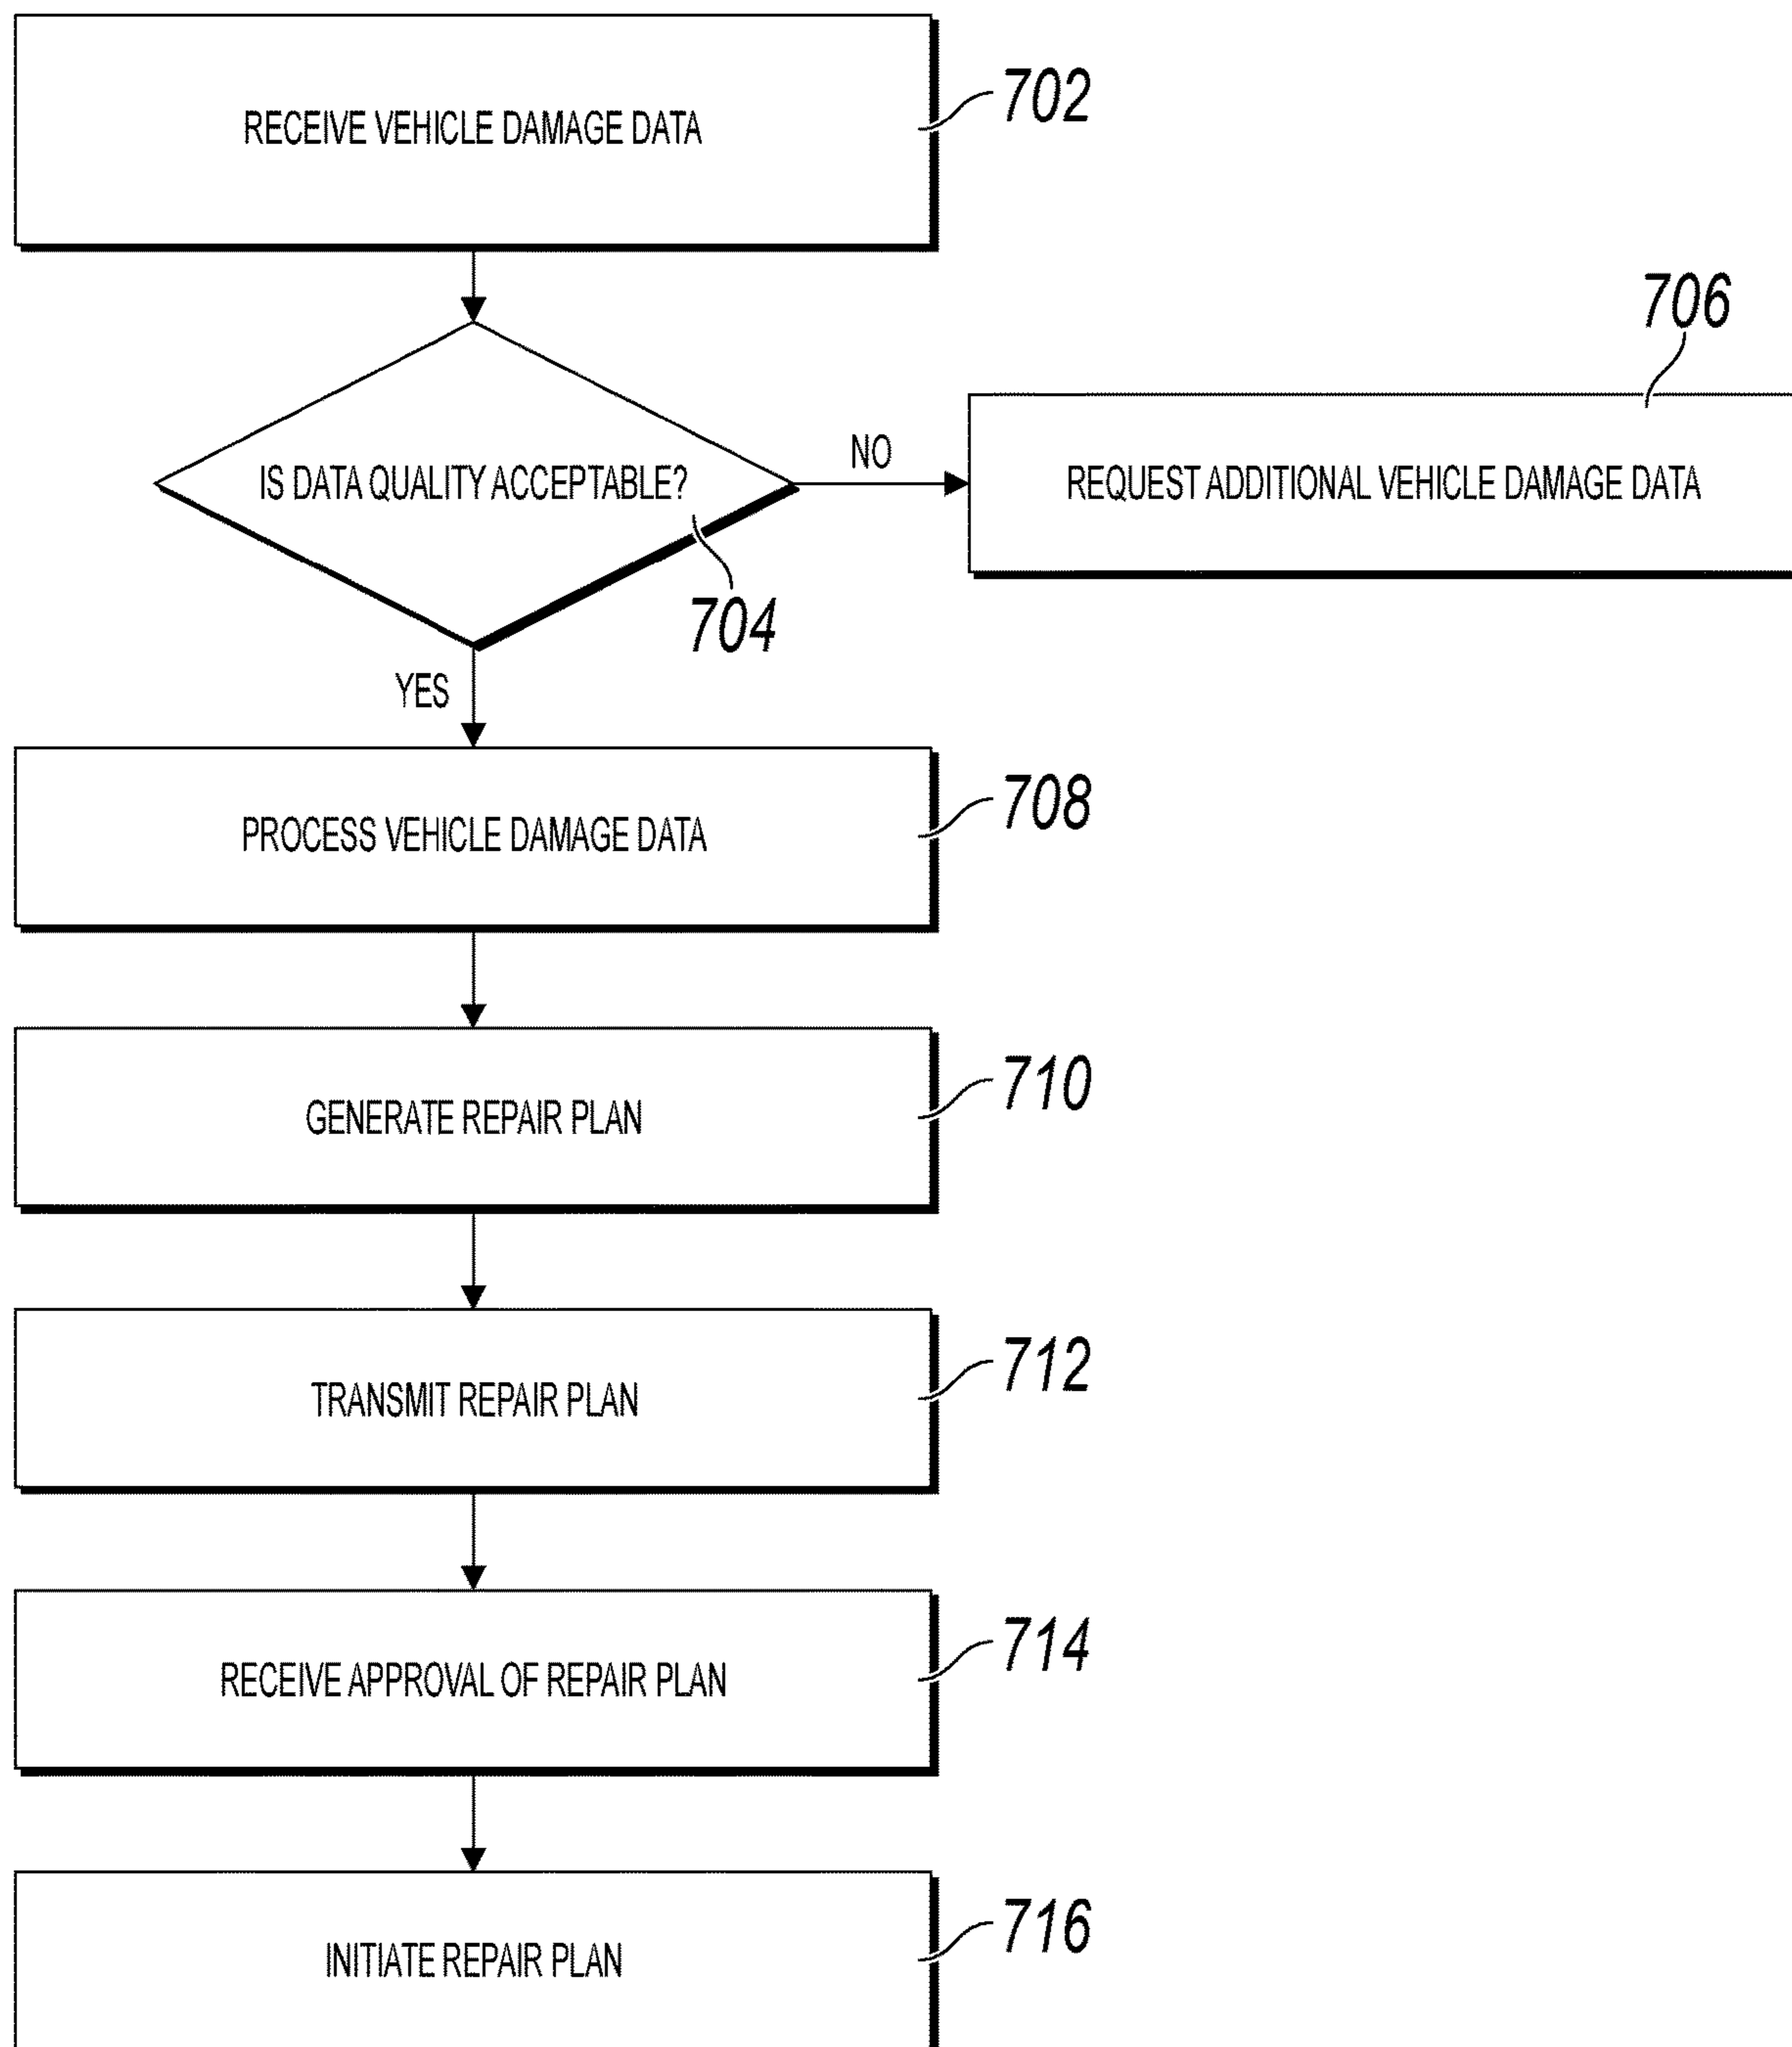 RECEIVE VEHICLE DAMAGE DATA
702
706
IS DATA QUALITY ACCEPTABLE?
NO
REQUEST ADDITIONAL VEHICLE DAMAGE DATA
704
YES
PROCESS VEHICLE DAMAGE DATA
708
GENERATE REPAIR PLAN
710
TRANSMIT REPAIR PLAN
712
RECEIVE APPROVAL OF REPAIR PLAN
714
INITIATE REPAIR PLAN
716